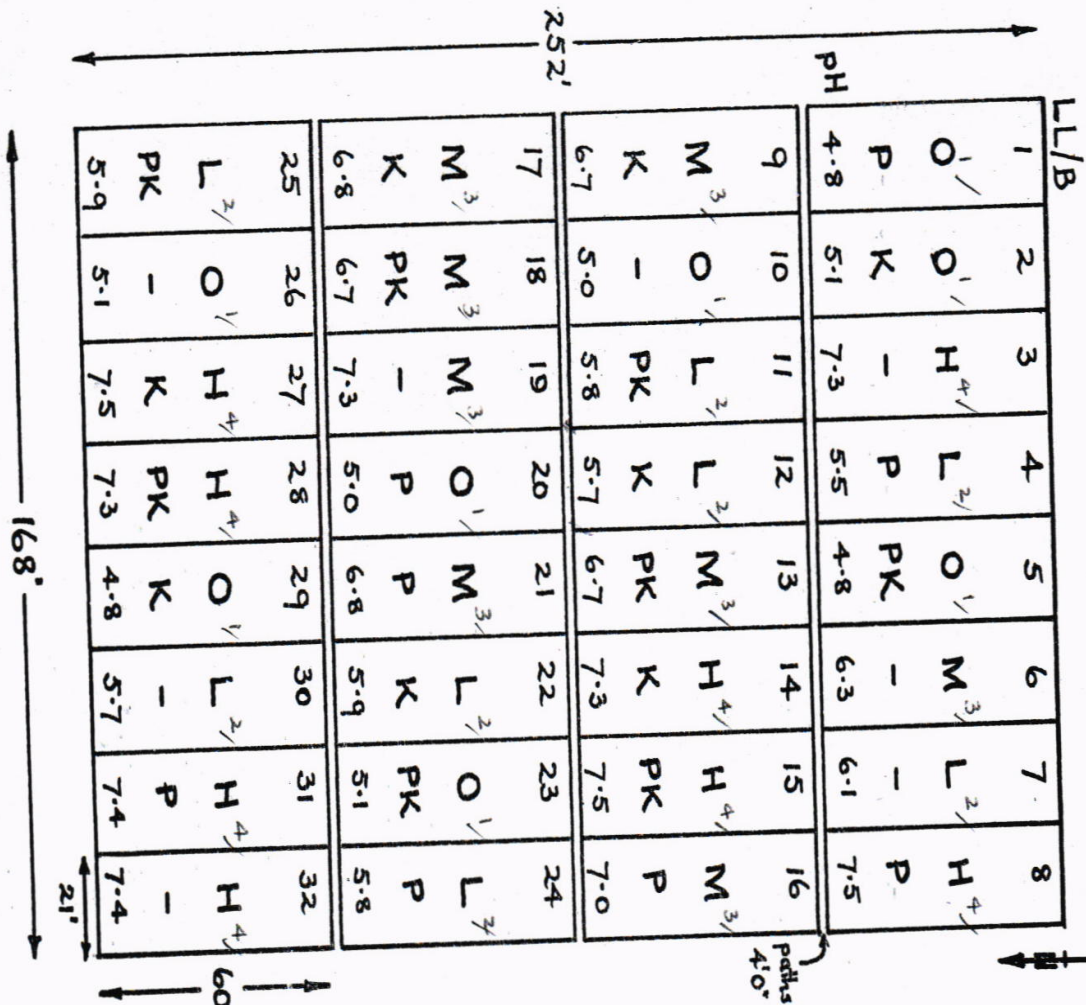 LL/B
1 2 3 4 5 6 7 8
O 1/ O 1/ H 4/ L 2/ O 1/ M 3/ L 2/ H 4/
P K – P PK – – P
pH 4.8 5.1 7.3 5.5 4.8 6.3 6.1 7.5
paths 4'0"
9 10 11 12 13 14 15 16
M 3/ O 1/ L 2/ L 2/ M 3/ H 4/ H 4/ M 3/
K – PK K PK K PK P
6.7 5.0 5.8 5.7 6.7 7.3 7.5 7.0
252'
17 18 19 20 21 22 23 24
M 3/ M 3 M 3/ O 1/ M 3/ L 2/ O 1/ L 2/
K PK – P P K PK P
6.8 6.7 7.3 5.0 6.8 5.9 5.1 5.8
25 26 27 28 29 30 31 32
L 2/ O 1/ H 4/ H 4/ O 1/ L 2/ H 4/ H 4/
PK – K PK K – P –
5.9 5.1 7.5 7.3 4.8 5.7 7.4 7.4
60
21'
168'